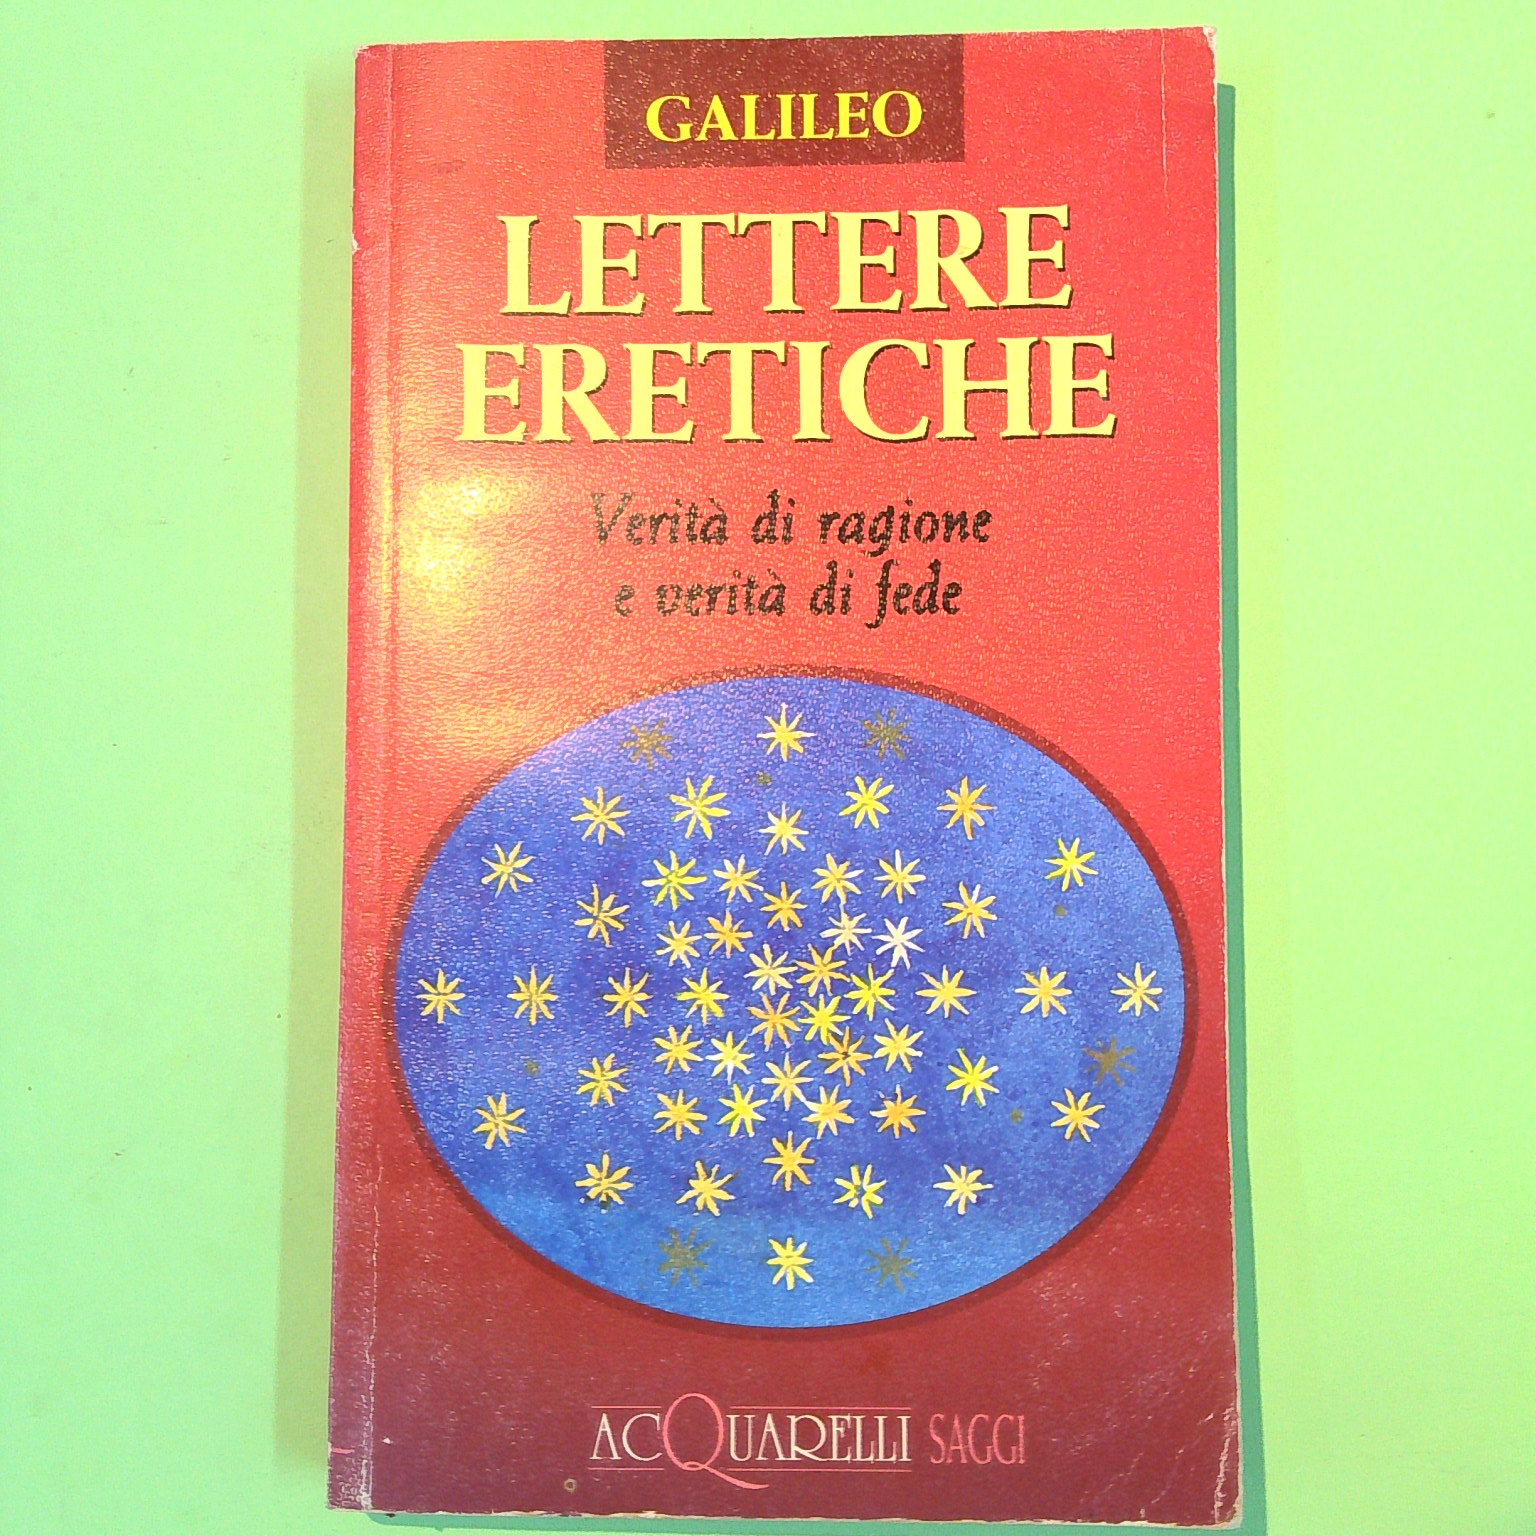 GALILEO
LETTERE
ERETICHE
Verità di ragione
e verità di fede
ACQUARELLI SAGGI